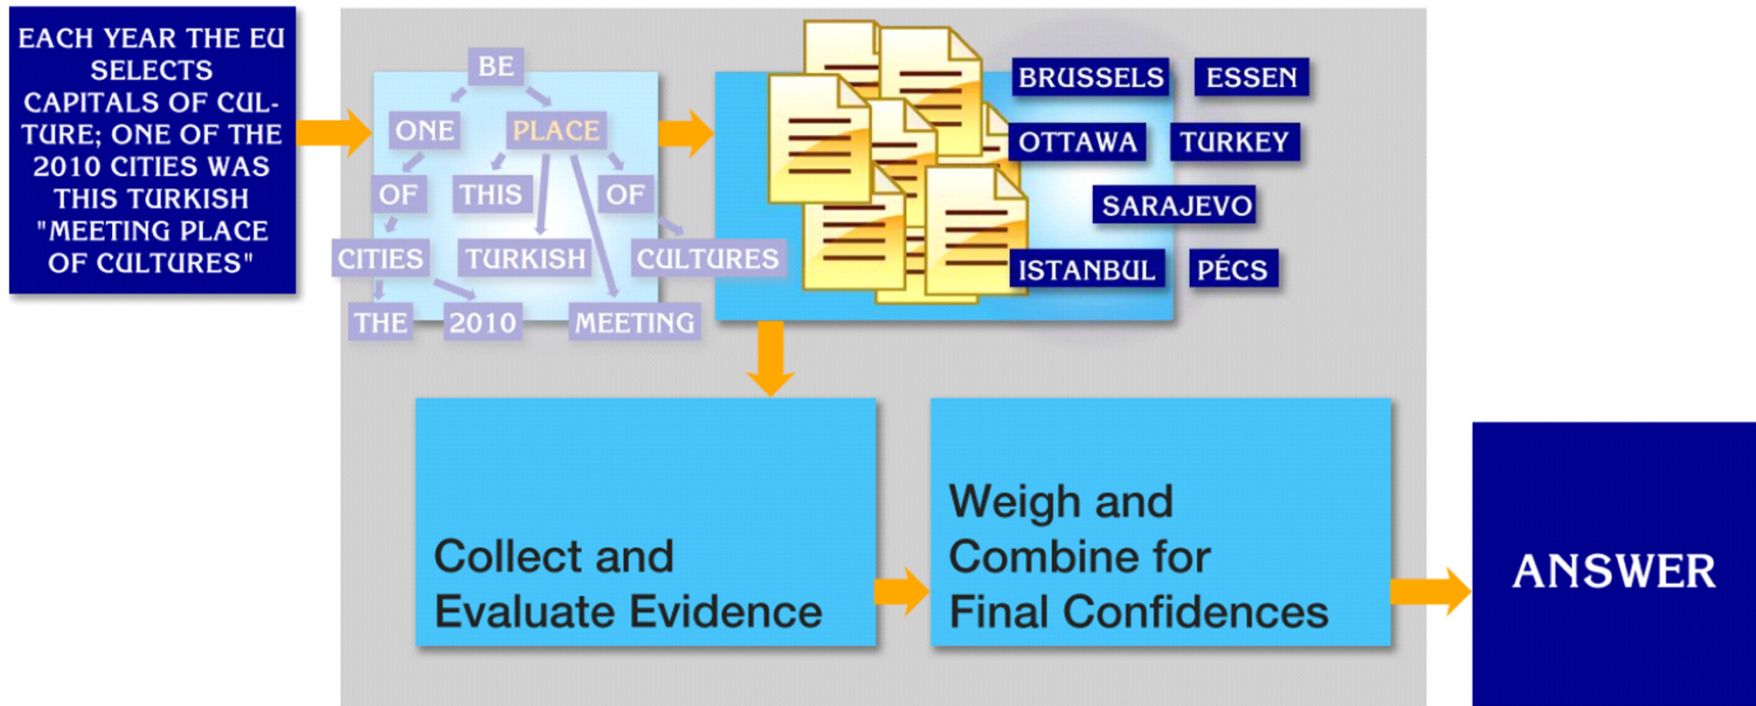 EACH YEAR THE EU
SELECTS
CAPITALS OF CUL-
TURE; ONE OF THE
2010 CITIES WAS
THIS TURKISH
"MEETING PLACE
OF CULTURES"
BE
ONE PLACE
OF THIS OF
CITIES TURKISH CULTURES
THE 2010 MEETING
BRUSSELS ESSEN
OTTAWA TURKEY
SARAJEVO
ISTANBUL PÉCS
Collect and
Evaluate Evidence
Weigh and
Combine for
Final Confidences
ANSWER